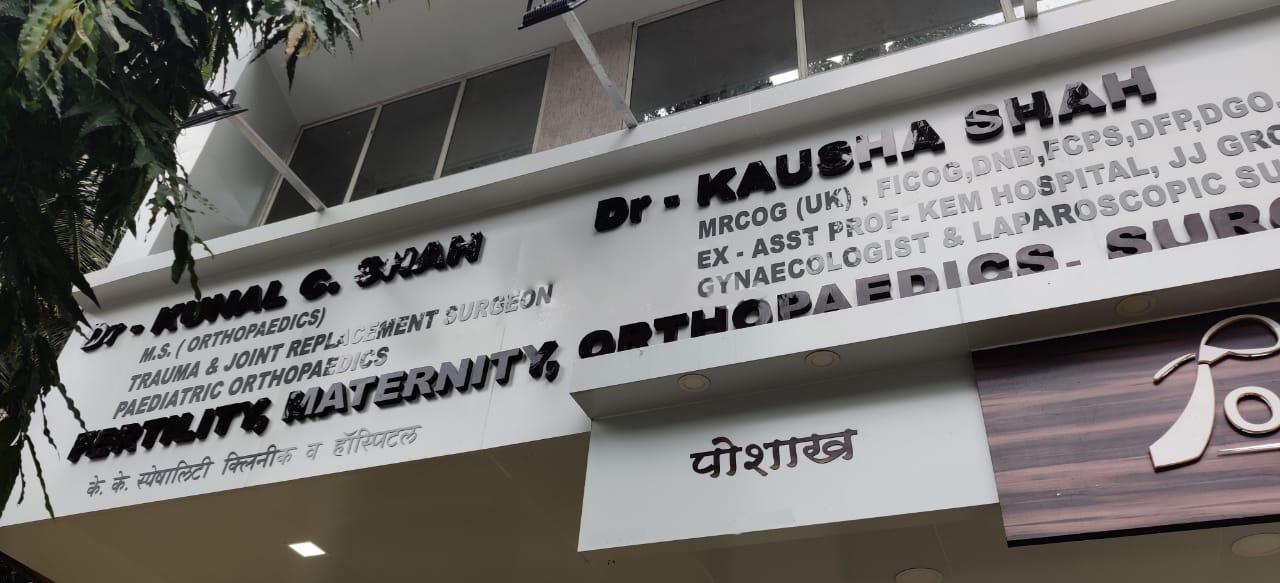 Dr - KUNAL C. SHAH
M.S. ( ORTHOPAEDICS)
TRAUMA & JOINT REPLACEMENT SURGEON
PAEDIATRIC ORTHOPAEDICS
Dr - KAUSHA SHAH
MRCOG (UK) , FICOG,DNB,FCPS,DFP,DGO,
EX - ASST PROF- KEM HOSPITAL, JJ GRO
GYNAECOLOGIST & LAPAROSCOPIC SU
FERTILITY, MATERNITY, ORTHOPAEDICS, SURG
के. के. स्पेषालिटी क्लिनीक व हॉस्पिटल
पोशाख
Po